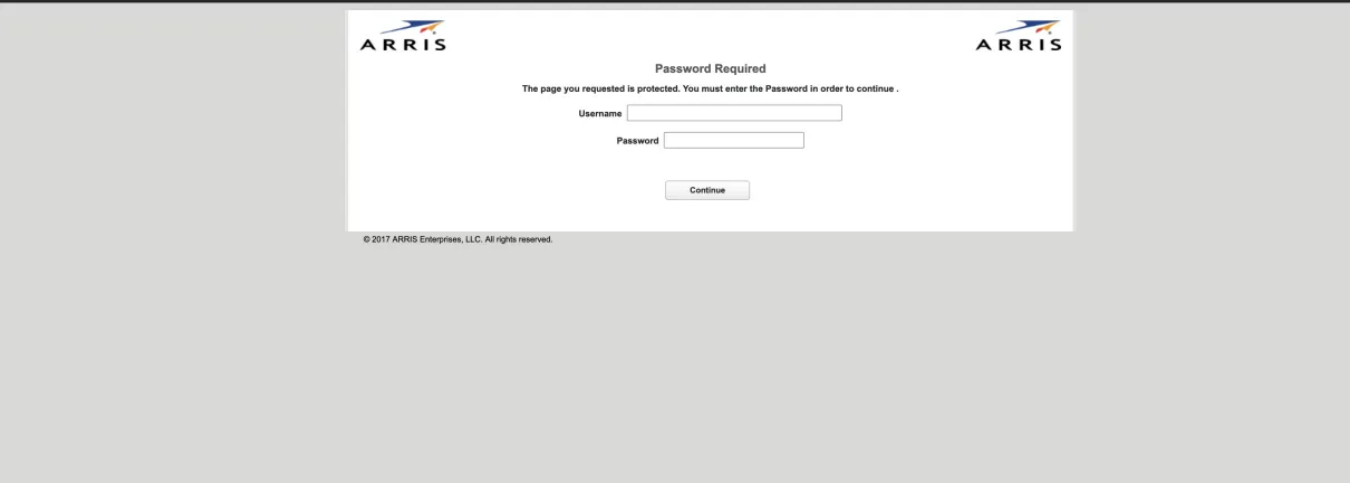 ARRIS ARRIS
Password Required
The page you requested is protected. You must enter the Password in order to continue .
Username
Password
Continue
© 2017 ARRIS Enterprises, LLC. All rights reserved.